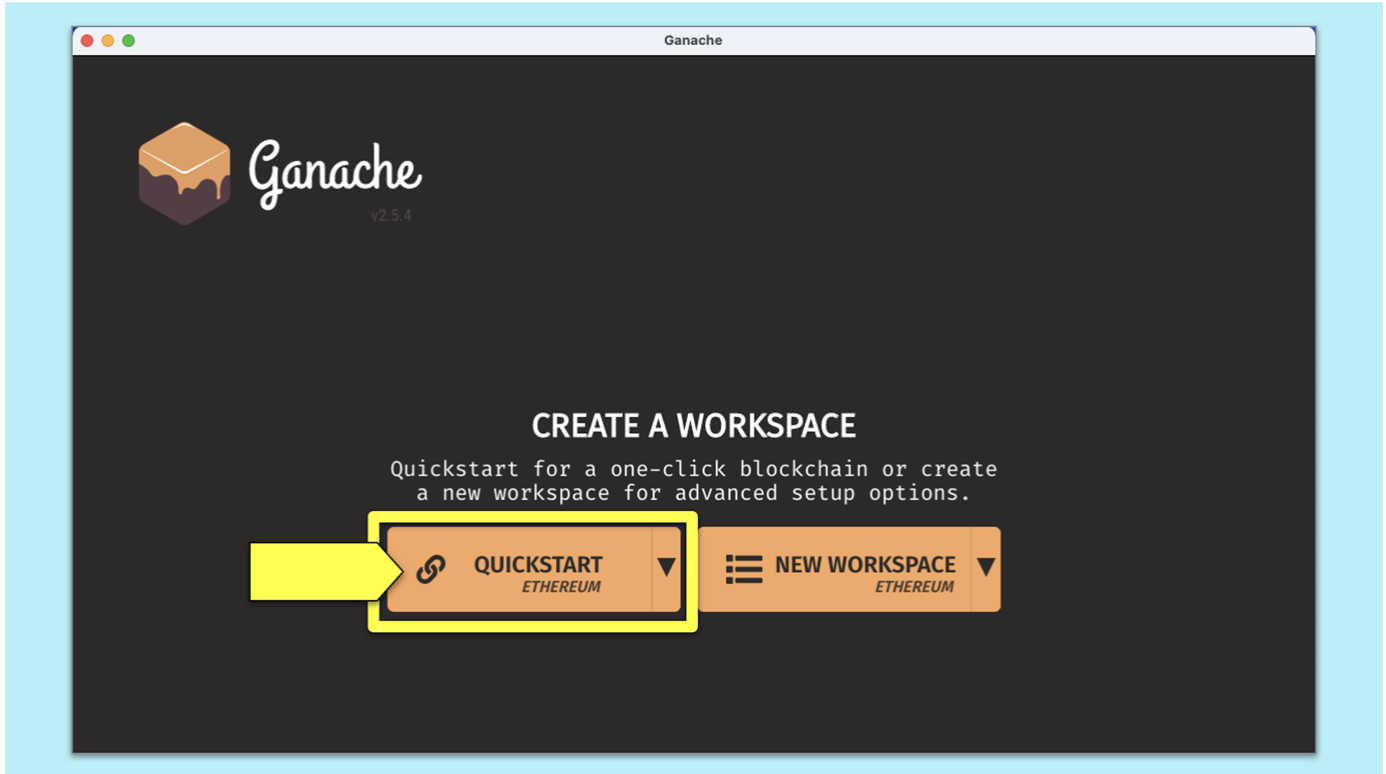 Ganache
Ganache
v2.5.4
CREATE A WORKSPACE
Quickstart for a one-click blockchain or create
a new workspace for advanced setup options.
QUICKSTART
ETHEREUM
NEW WORKSPACE
ETHEREUM